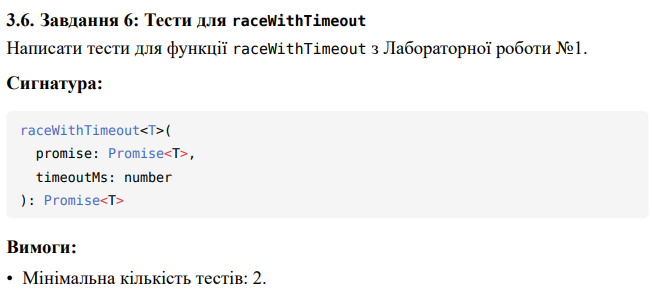 3.6. Завдання 6: Тести для raceWithTimeout
Написати тести для функції raceWithTimeout з Лабораторної роботи №1.
Сигнатура:
raceWithTimeout<T>(
  promise: Promise<T>,
  timeoutMs: number
): Promise<T>
Вимоги:
• Мінімальна кількість тестів: 2.